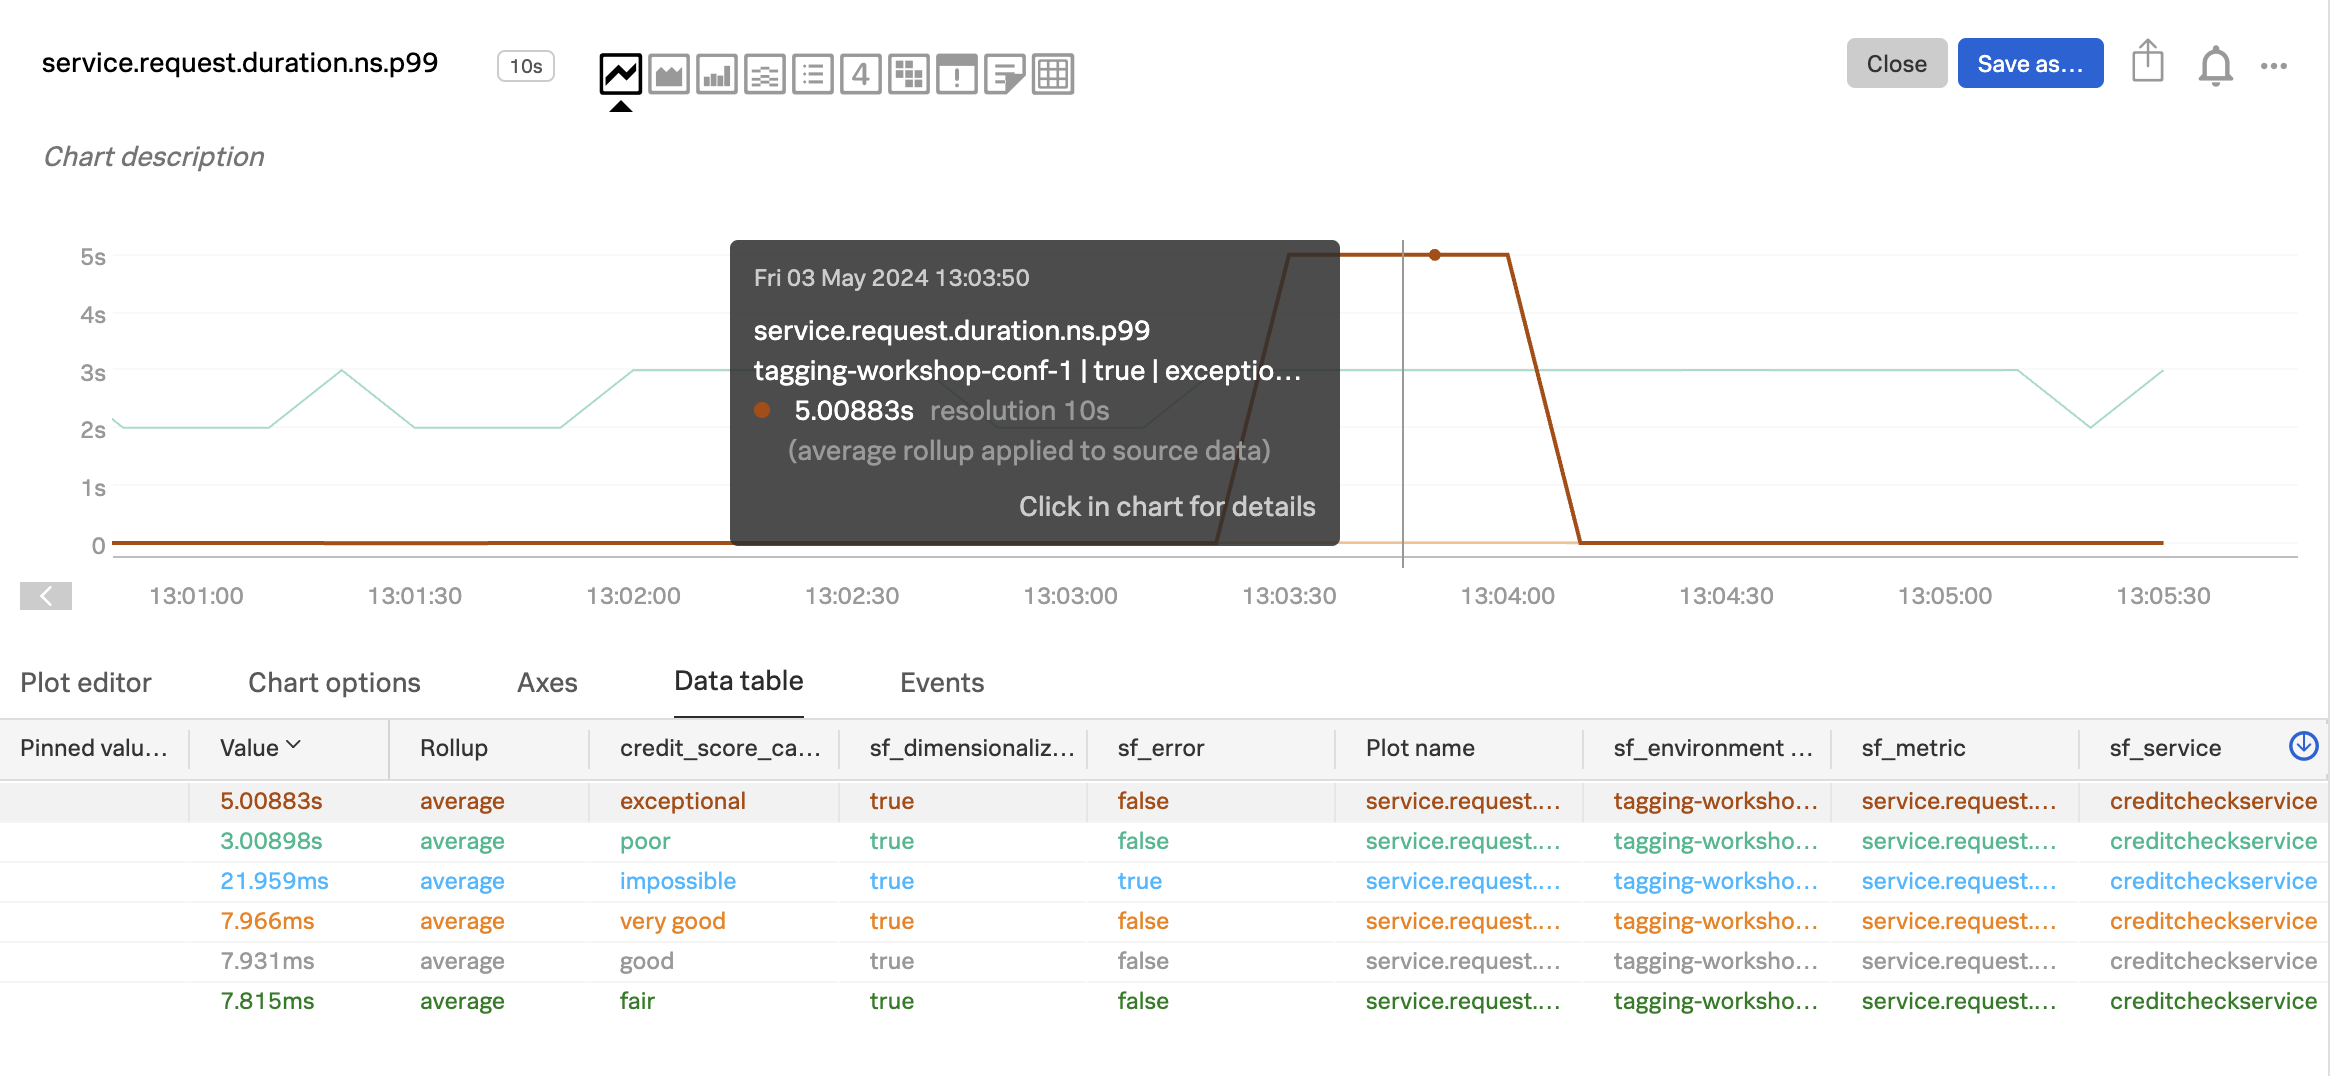 service.request.duration.ns.p99 10s 4 Close Save as...
Chart description
5s
4s
3s
2s
1s
0
Fri 03 May 2024 13:03:50
service.request.duration.ns.p99
tagging-workshop-conf-1 | true | exceptio...
5.00883s resolution 10s
(average rollup applied to source data)
Click in chart for details
13:01:00 13:01:30 13:02:00 13:02:30 13:03:00 13:03:30 13:04:00 13:04:30 13:05:00 13:05:30
Plot editor Chart options Axes Data table Events
Pinned valu... Value Rollup credit_score_ca... sf_dimensionaliz... sf_error Plot name sf_environment ... sf_metric sf_service
5.00883s average exceptional true false service.request.... tagging-worksho... service.request.... creditcheckservice
3.00898s average poor true false service.request.... tagging-worksho... service.request.... creditcheckservice
21.959ms average impossible true true service.request.... tagging-worksho... service.request.... creditcheckservice
7.966ms average very good true false service.request.... tagging-worksho... service.request.... creditcheckservice
7.931ms average good true false service.request.... tagging-worksho... service.request.... creditcheckservice
7.815ms average fair true false service.request.... tagging-worksho... service.request.... creditcheckservice